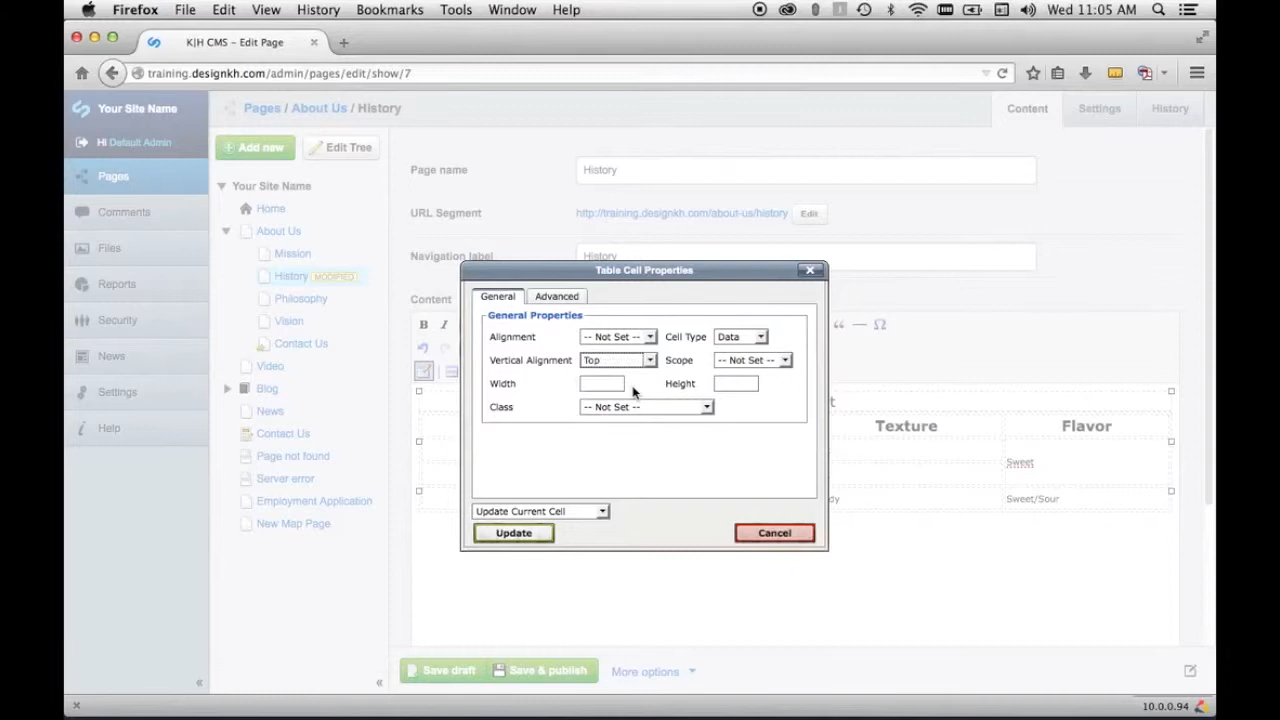 Firefox File Edit View History Bookmarks Tools Window Help Wed 11:05 AM
K|H CMS – Edit Page
training.designkh.com/admin/pages/edit/show/7
Your Site Name
Pages / About Us / History
Content Settings History
Hi Default Admin
Add new Edit Tree
Pages
Comments
Files
Reports
Security
News
Settings
Help
Your Site Name
Home
About Us
Mission
History MODIFIED
Philosophy
Vision
Contact Us
Video
Blog
News
Contact Us
Page not found
Server error
Employment Application
New Map Page
Page name History
URL Segment http://training.designkh.com/about-us/history Edit
Navigation label History
Content
B I
Ω
Table Cell Properties
General Advanced
General Properties
Alignment -- Not Set -- Cell Type Data
Vertical Alignment Top Scope -- Not Set --
Width Height
Class -- Not Set --
Update Current Cell
Update Cancel
t
Texture Flavor
Sweet
dy Sweet/Sour
Save draft Save & publish More options
« «
10.0.0.94